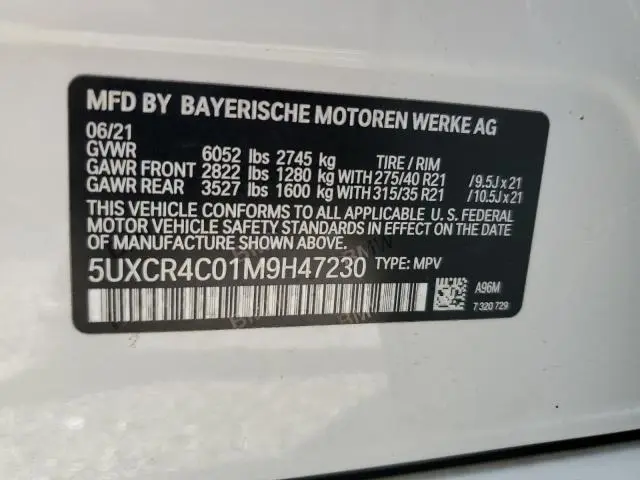 MFD BY BAYERISCHE MOTOREN WERKE AG
06/21
GVWR 6052 lbs 2745 kg TIRE / RIM
GAWR FRONT 2822 lbs 1280 kg WITH 275/40 R21 / 9.5J x 21
GAWR REAR 3527 lbs 1600 kg WITH 315/35 R21 / 10.5J x 21
THIS VEHICLE CONFORMS TO ALL APPLICABLE U. S. FEDERAL
MOTOR VEHICLE SAFETY STANDARDS IN EFFECT ON THE DATE
OF MANUFACTURE SHOWN ABOVE.
5UXCR4C01M9H47230 TYPE: MPV
A96M
7 320 729